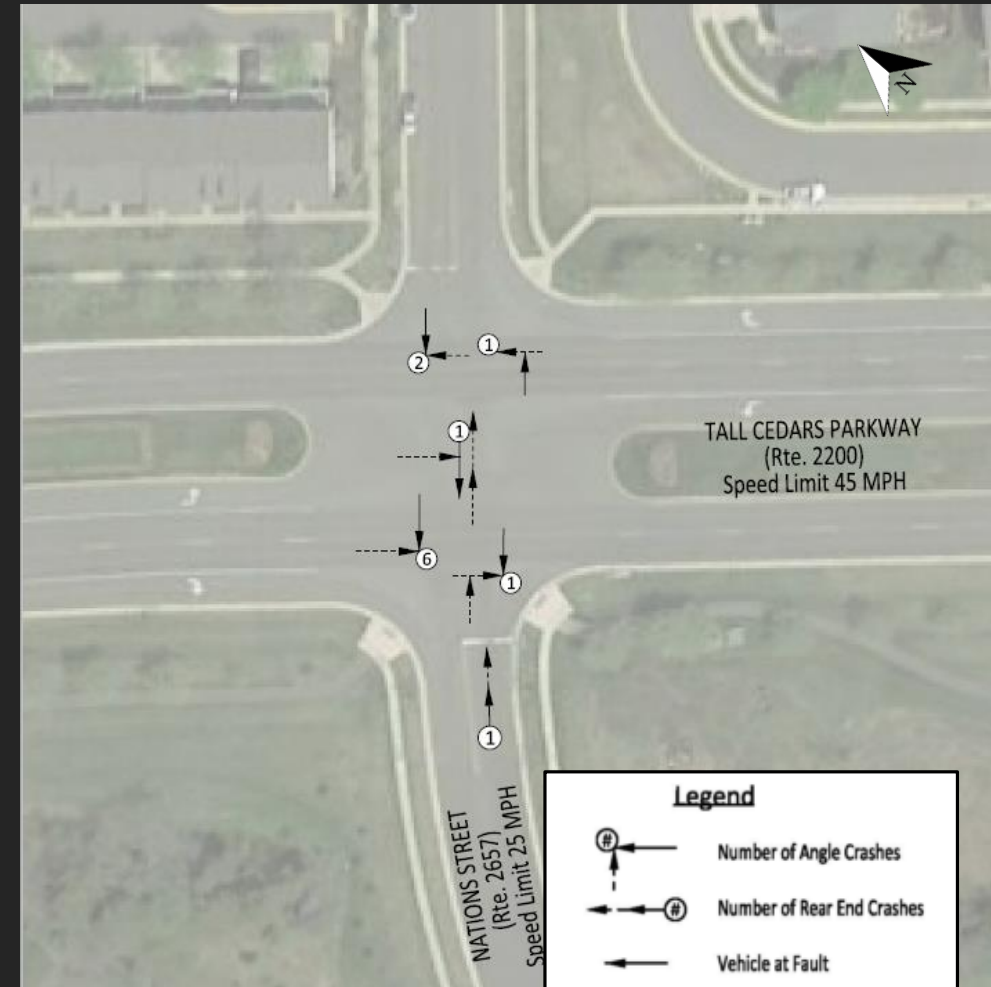 N
1
2
TALL CEDARS PARKWAY
(Rte. 2200)
Speed Limit 45 MPH
1
6
1
1
NATIONS STREET
(Rte. 2657)
Speed Limit 25 MPH
Legend
# Number of Angle Crashes
# Number of Rear End Crashes
Vehicle at Fault